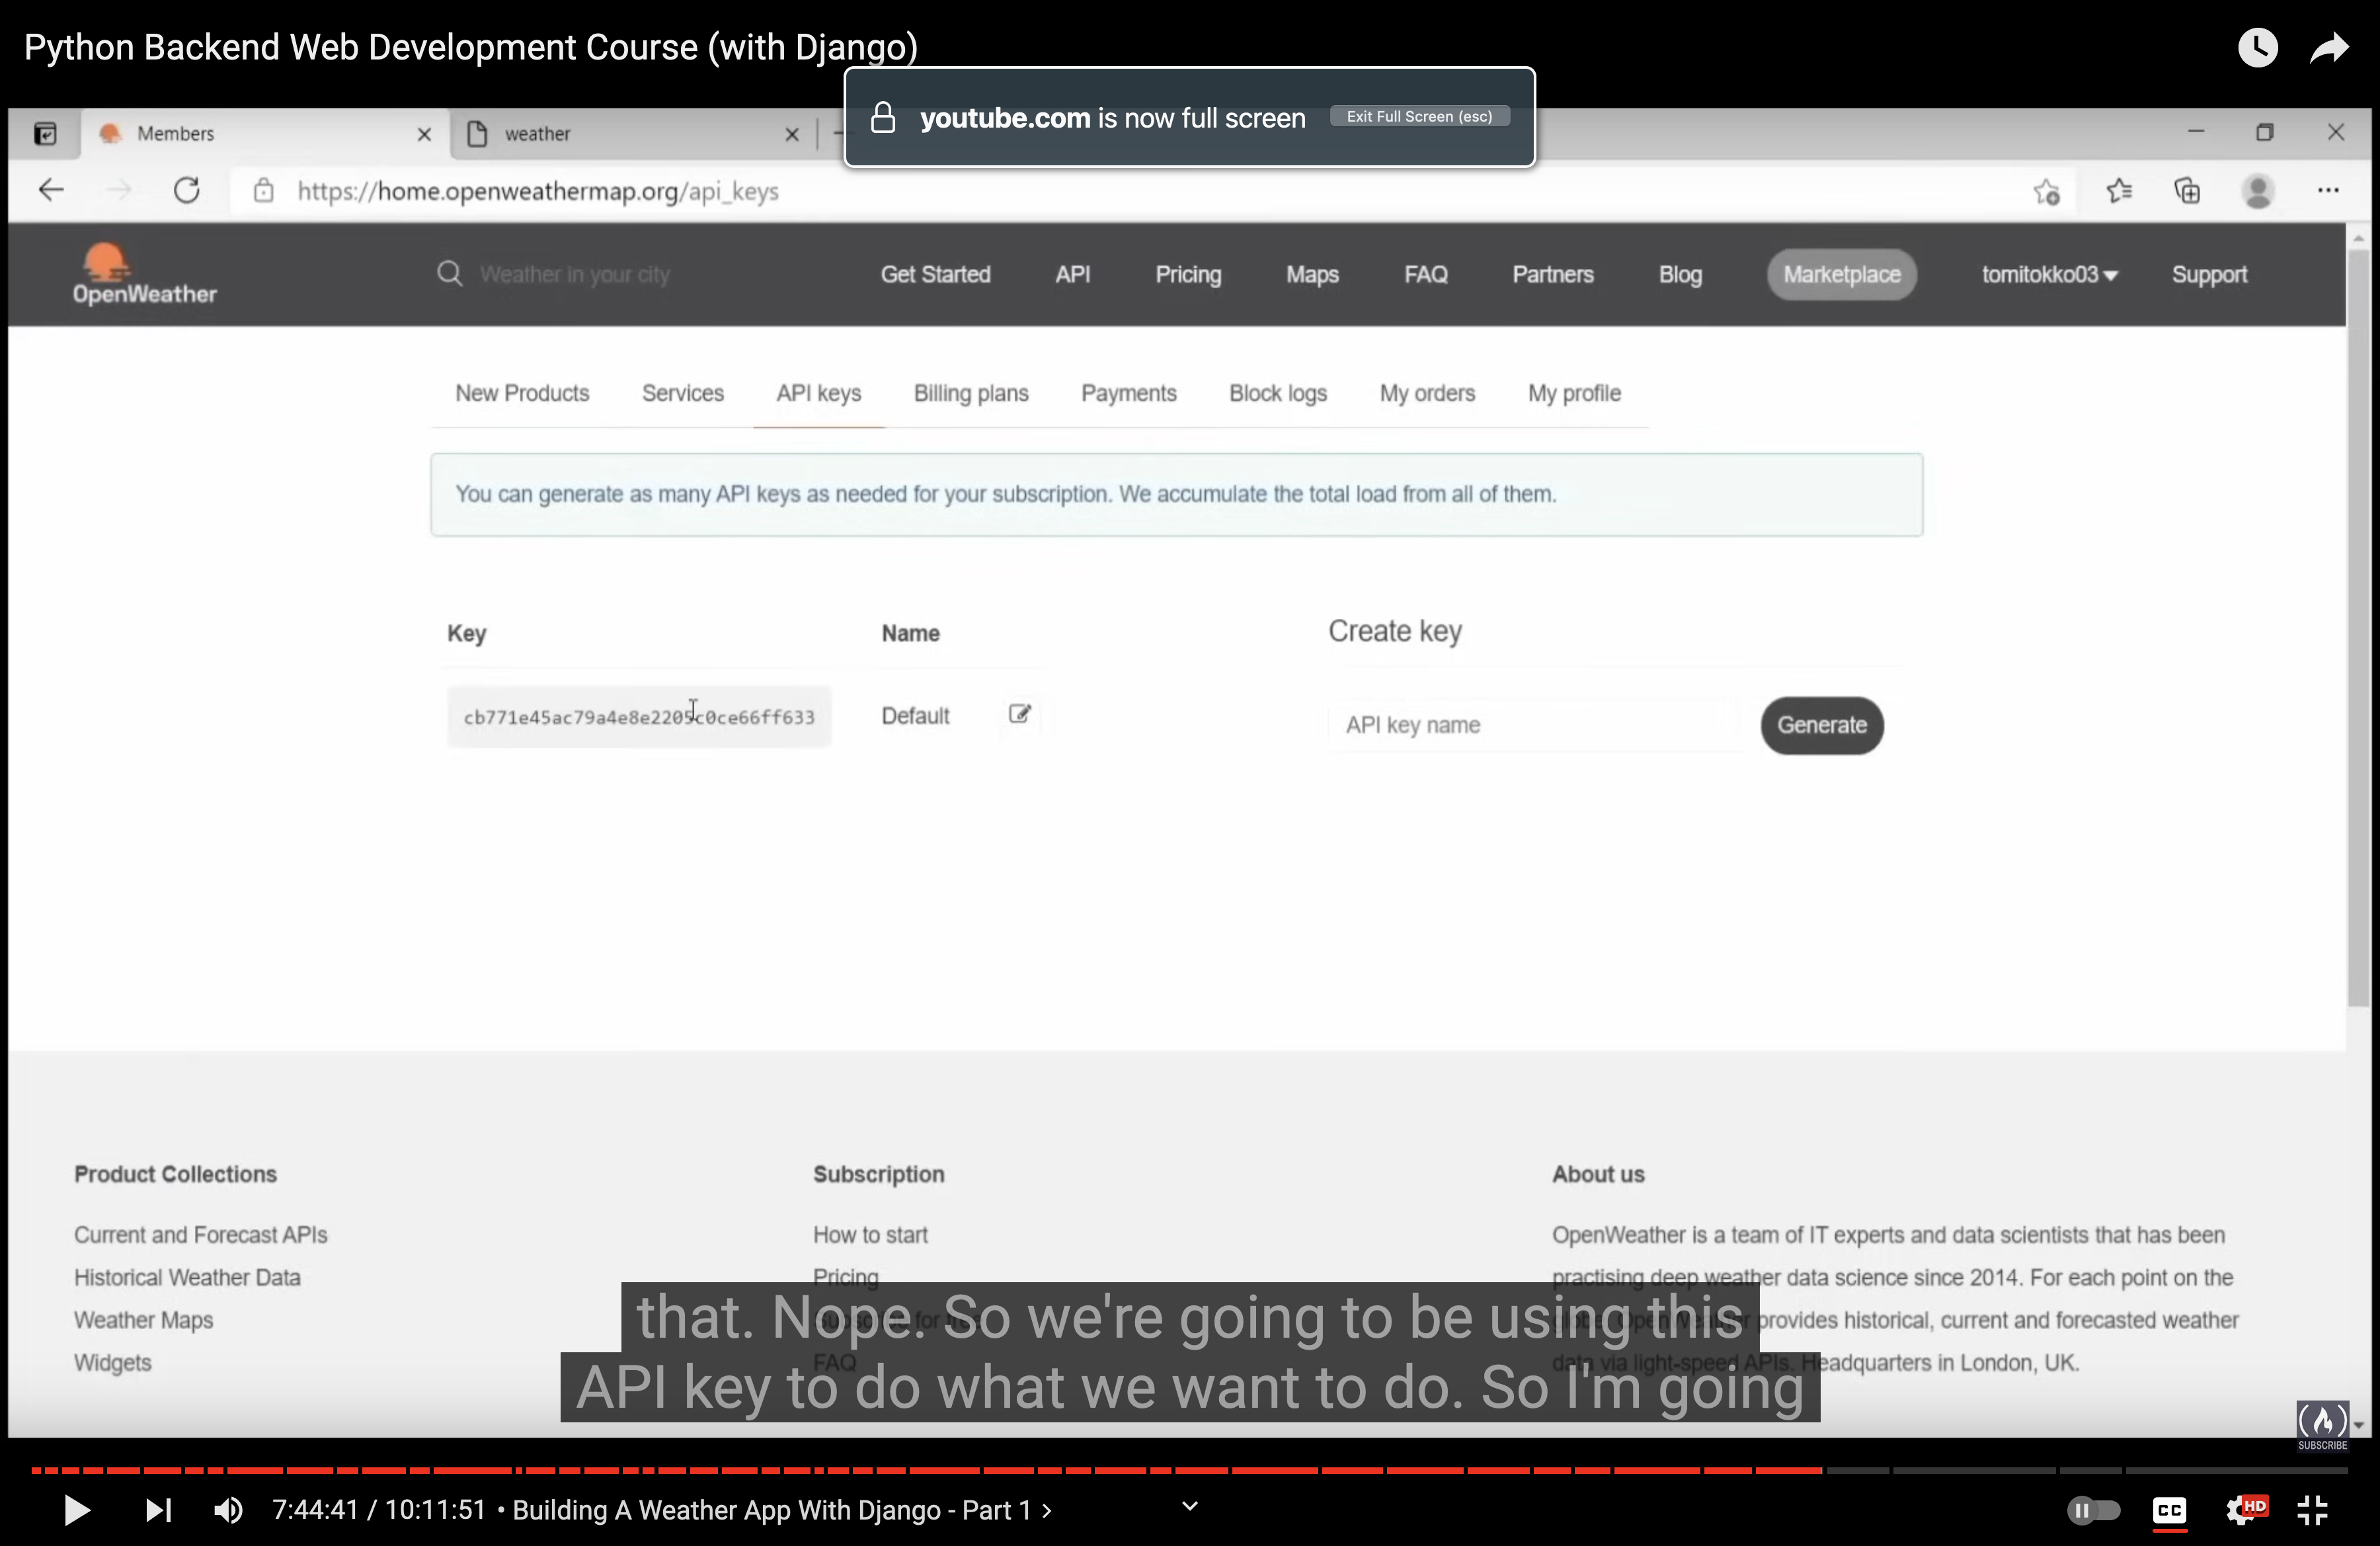 Python Backend Web Development Course (with Django)
youtube.com is now full screen Exit Full Screen (esc)
Members
weather
https://home.openweathermap.org/api_keys
OpenWeather
Weather in your city
Get Started API Pricing Maps FAQ Partners Blog Marketplace tomitokko03 Support
New Products Services API keys Billing plans Payments Block logs My orders My profile
You can generate as many API keys as needed for your subscription. We accumulate the total load from all of them.
Key Name Create key
cb771e45ac79a4e8e2205c0ce66ff633 Default API key name Generate
Product Collections Subscription About us
Current and Forecast APIs How to start OpenWeather is a team of IT experts and data scientists that has been
Historical Weather Data Pricing practising deep weather data science since 2014. For each point on the
Weather Maps Subscribe for free globe, OpenWeather provides historical, current and forecasted weather
Widgets FAQ data via light-speed APIs. Headquarters in London, UK.
that. Nope. So we're going to be using this
API key to do what we want to do. So I'm going
SUBSCRIBE
7:44:41 / 10:11:51 • Building A Weather App With Django - Part 1
CC
HD